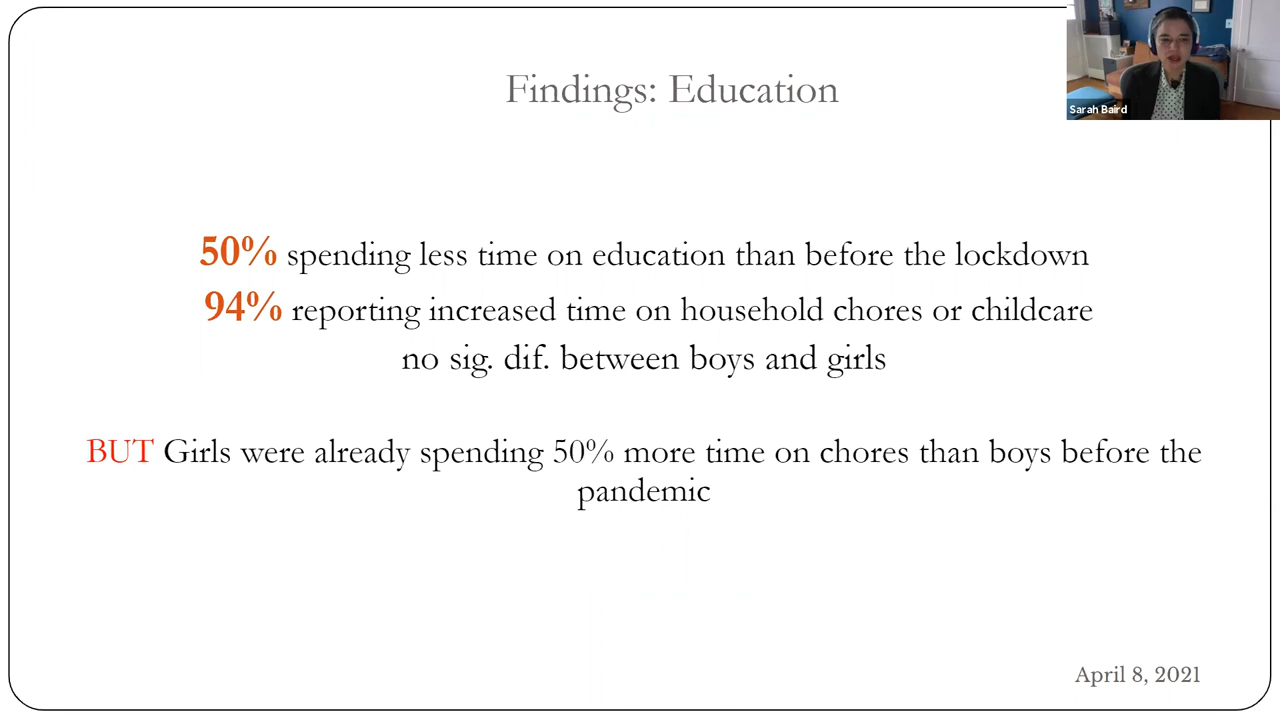 Findings: Education
Sarah Baird
50% spending less time on education than before the lockdown
94% reporting increased time on household chores or childcare
no sig. dif. between boys and girls
BUT Girls were already spending 50% more time on chores than boys before the
pandemic
April 8, 2021